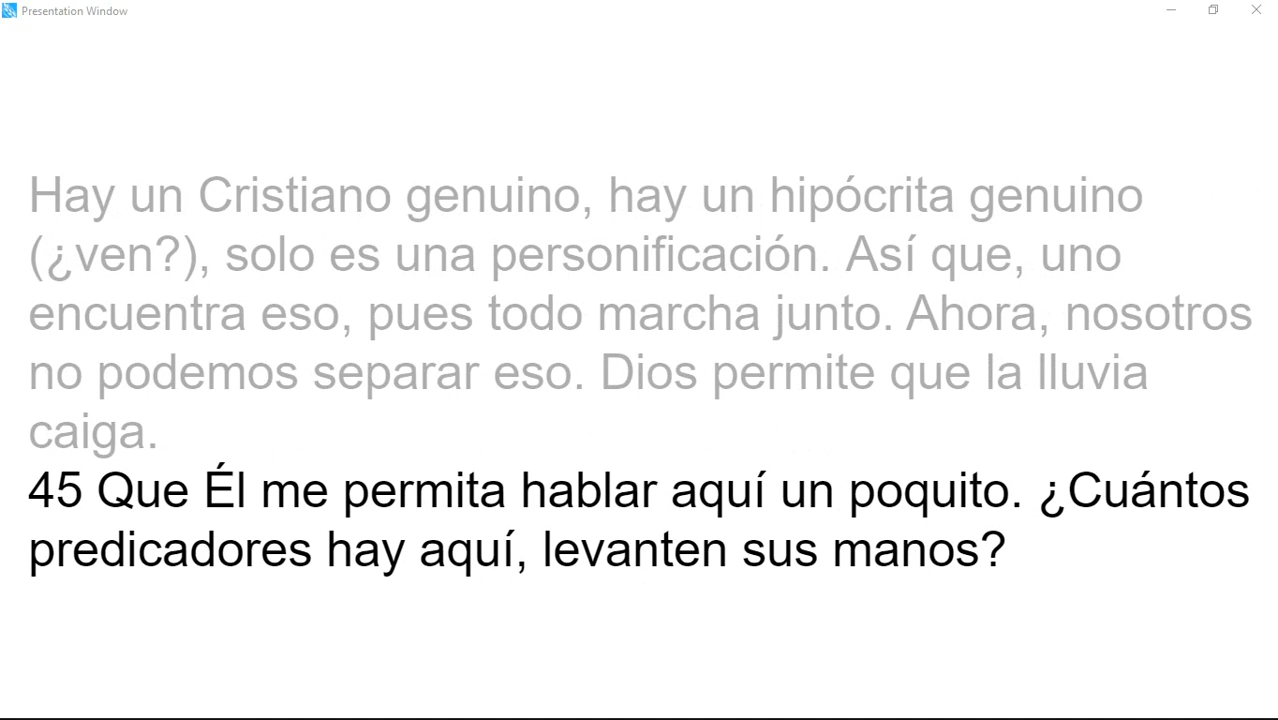 Presentation Window
Hay un Cristiano genuino, hay un hipócrita genuino
(¿ven?), solo es una personificación. Así que, uno
encuentra eso, pues todo marcha junto. Ahora, nosotros
no podemos separar eso. Dios permite que la lluvia
caiga.
45 Que Él me permita hablar aquí un poquito. ¿Cuántos
predicadores hay aquí, levanten sus manos?